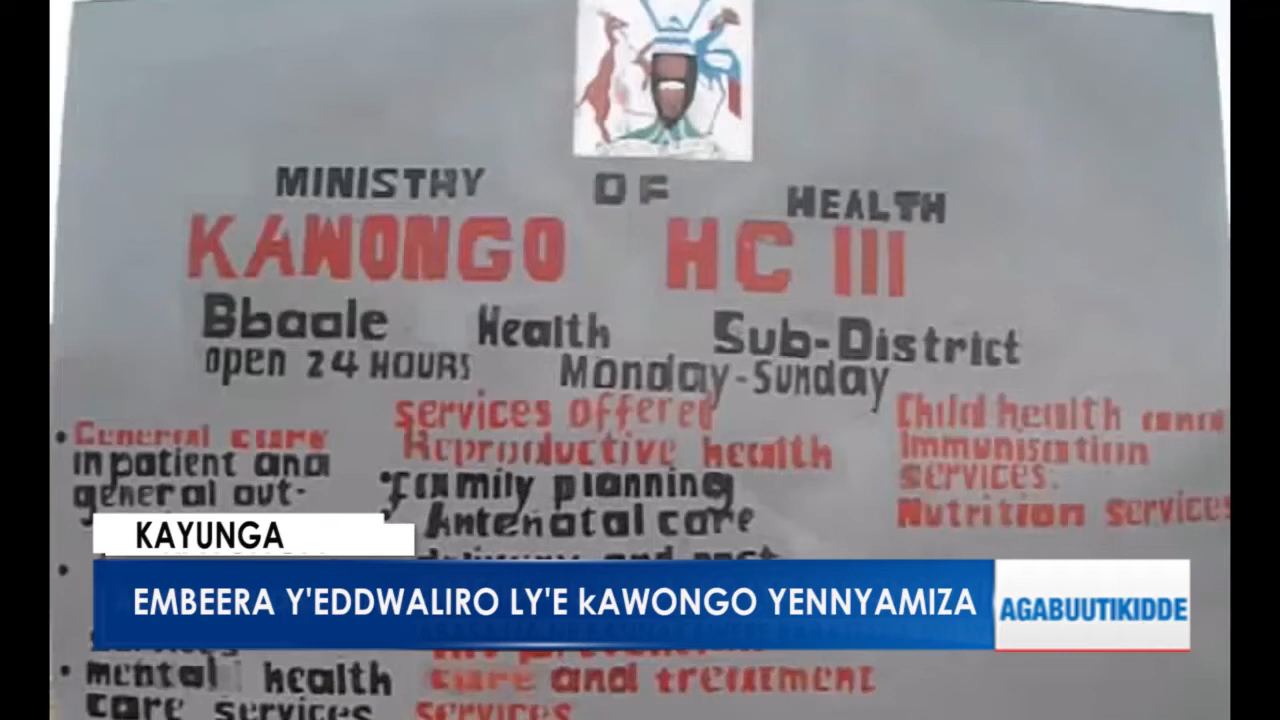 MINISTHY OF HEALTH
KAWONGO HC III
Bbaale Health Sub-District
open 24 HOURS Monday-Sunday
services offered
General care
inpatient and
general out-
Reproductive health
family planning
Antenatal care
Child health
Immunisation
services.
Nutrition services
KAYUNGA
EMBEERA Y'EDDWALIRO LY'E kAWONGO YENNYAMIZA
AGABUUTIKIDDE
mental health
care services
care and treatment
services